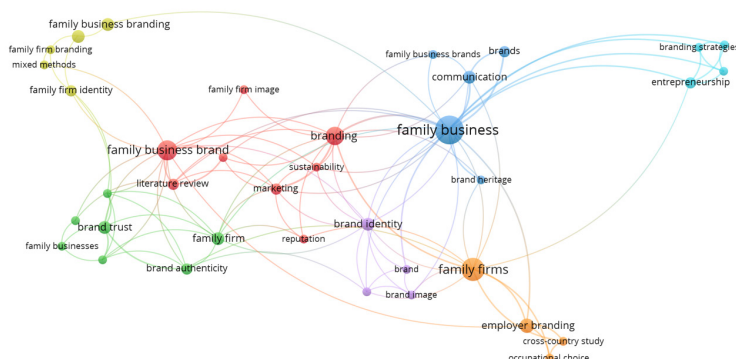 family business branding
family firm branding
mixed methods
family firm identity
family firm image
family business brand
literature review
branding
sustainability
marketing
reputation
family business brands
brands
communication
family business
brand heritage
branding strategies
entrepreneurship
brand trust
family businesses
family firm
brand authenticity
brand identity
brand
brand image
family firms
employer branding
cross-country study
occupational choice